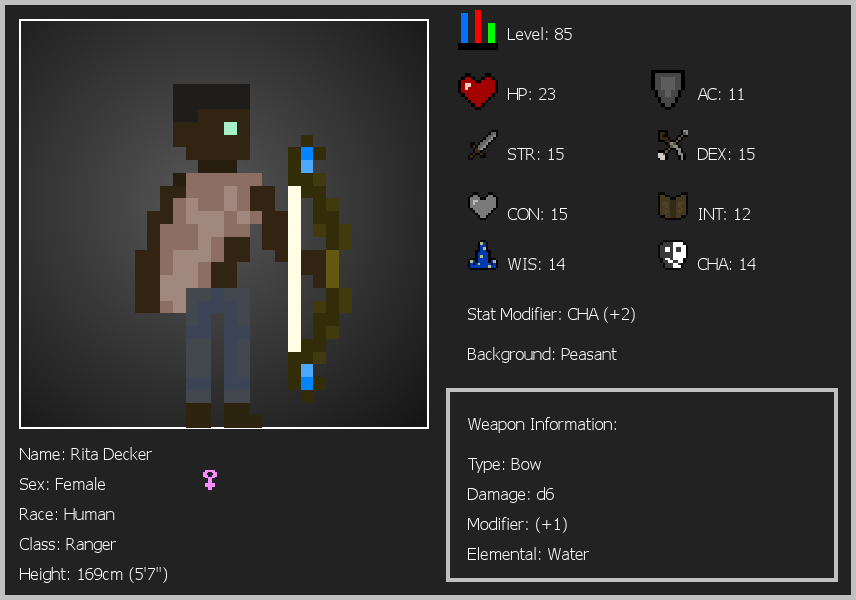 Level: 85
HP: 23
AC: 11
STR: 15
DEX: 15
CON: 15
INT: 12
WIS: 14
CHA: 14
Stat Modifier: CHA (+2)
Background: Peasant
Weapon Information:
Type: Bow
Damage: d6
Modifier: (+1)
Elemental: Water
Name: Rita Decker
Sex: Female
Race: Human
Class: Ranger
Height: 169cm (5'7")